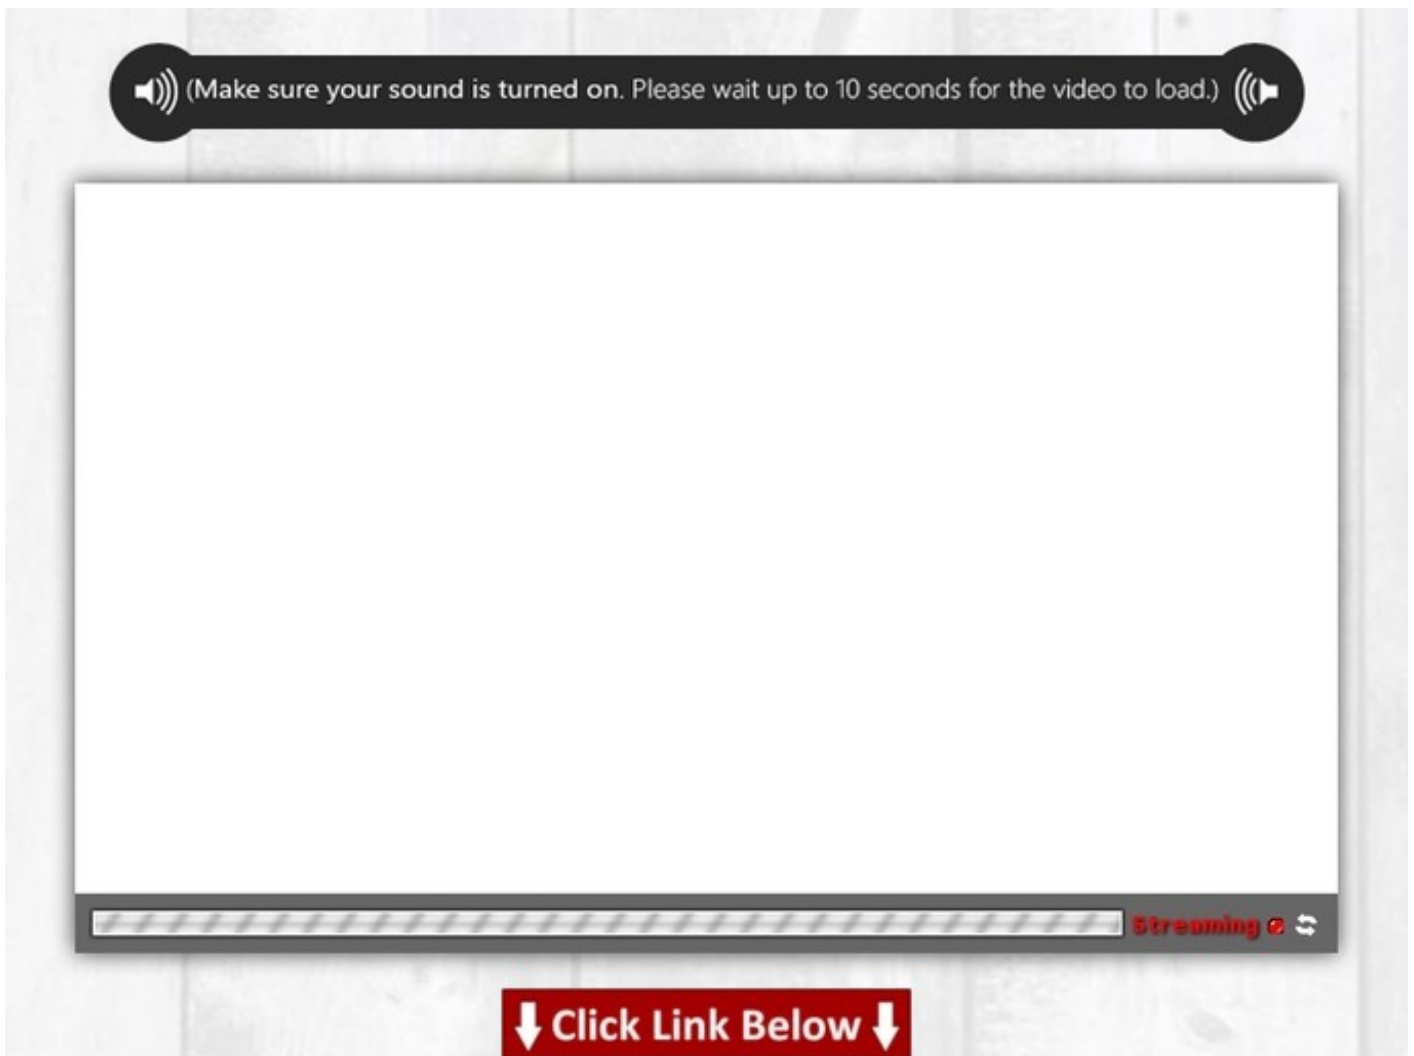 (Make sure your sound is turned on. Please wait up to 10 seconds for the video to load.)
Streaming
Click Link Below